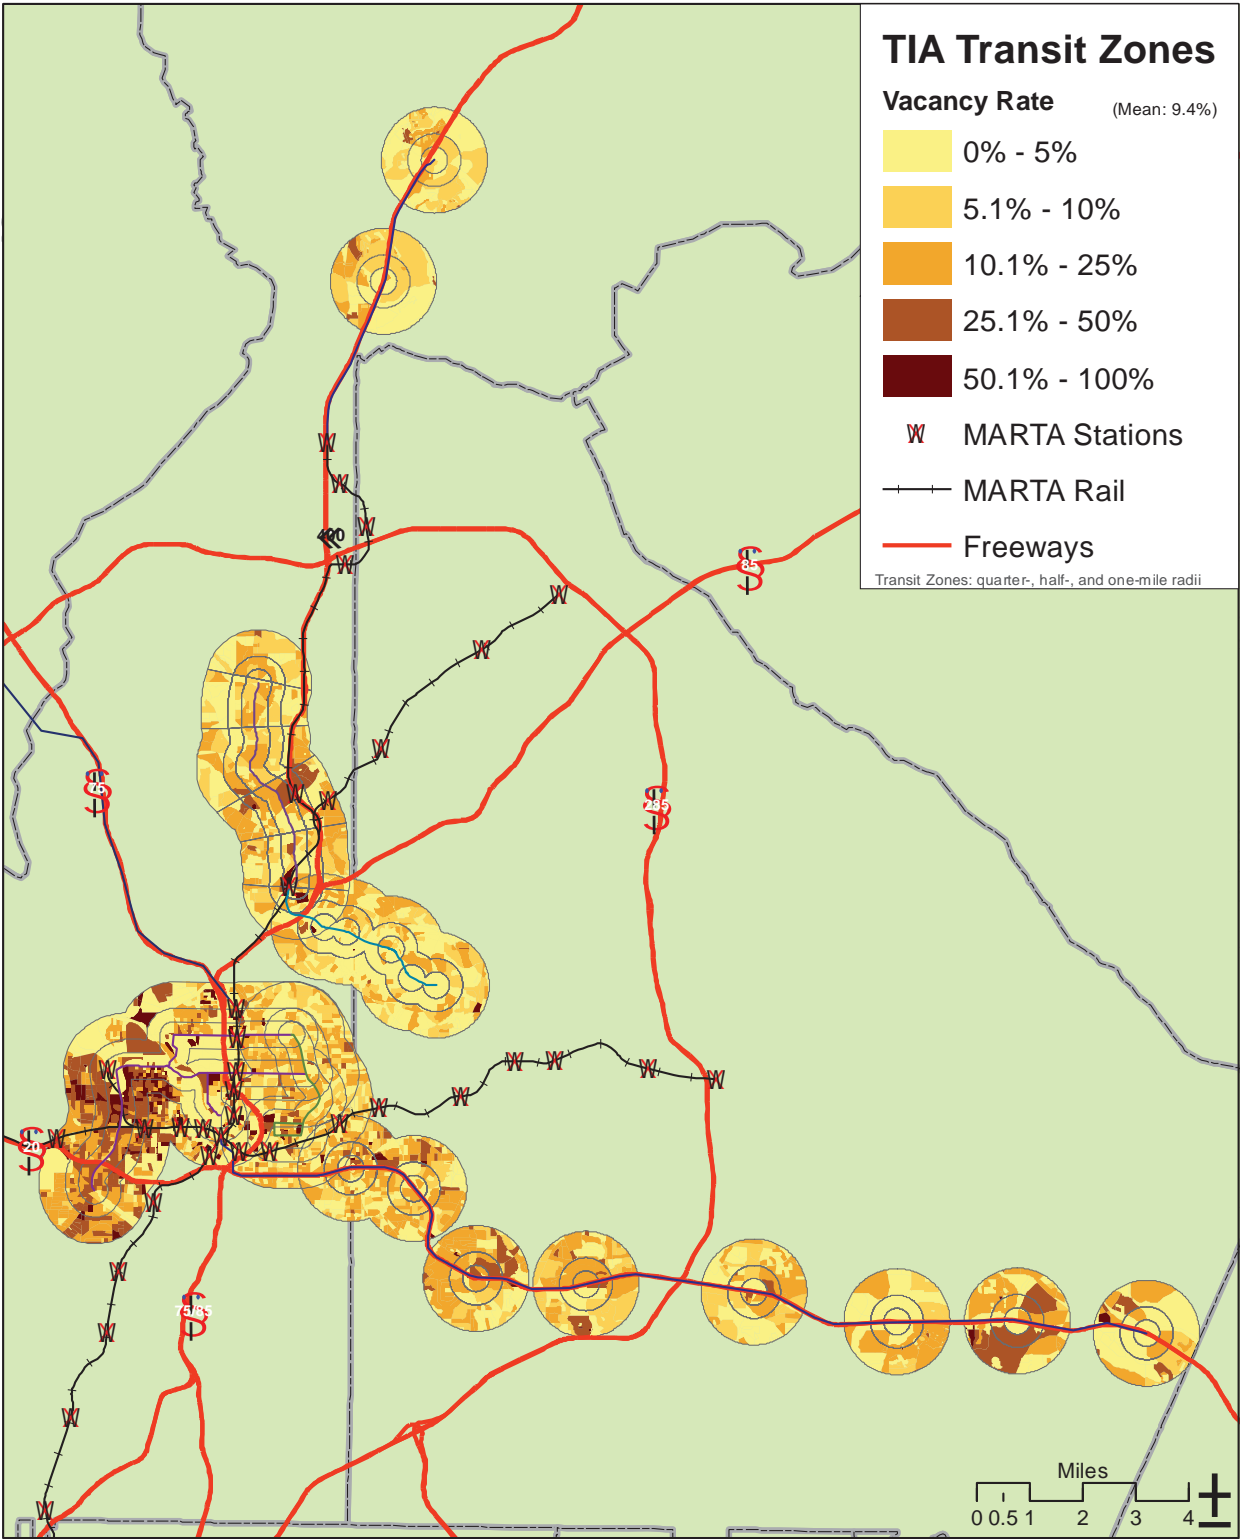 TIA Transit Zones
Vacancy Rate (Mean: 9.4%)
0% - 5%
5.1% - 10%
10.1% - 25%
25.1% - 50%
50.1% - 100%
MARTA Stations
MARTA Rail
Freeways
Transit Zones: quarter-, half-, and one-mile radii
400
85
75
285
20
75/85
Miles
0 0.5 1 2 3 4